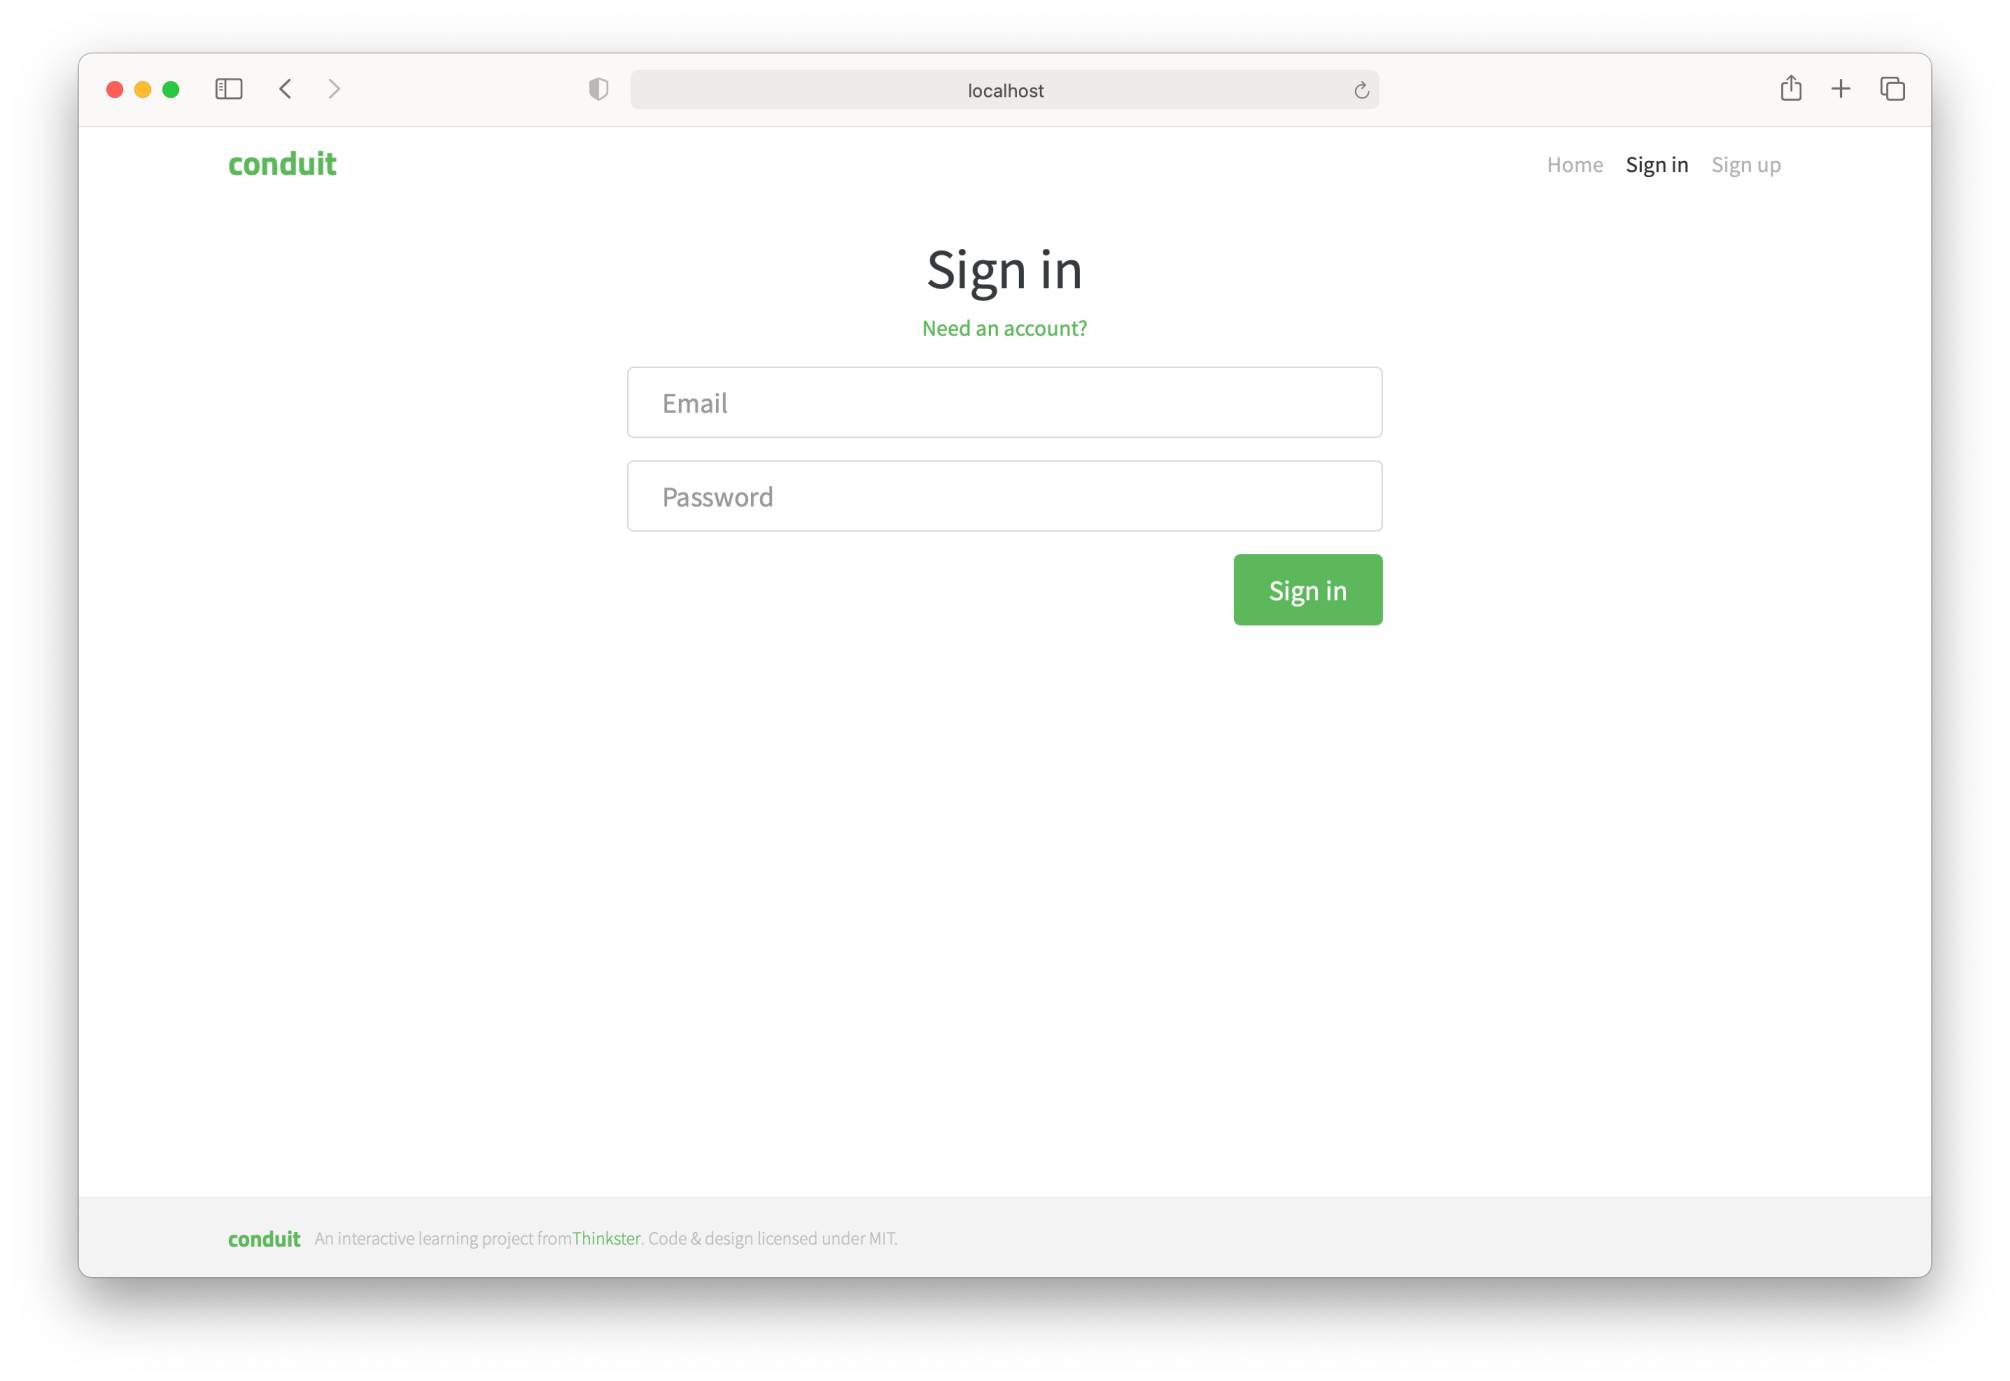 localhost
conduit
Home Sign in Sign up
Sign in
Need an account?
Email
Password
Sign in
conduit An interactive learning project fromThinkster. Code & design licensed under MIT.